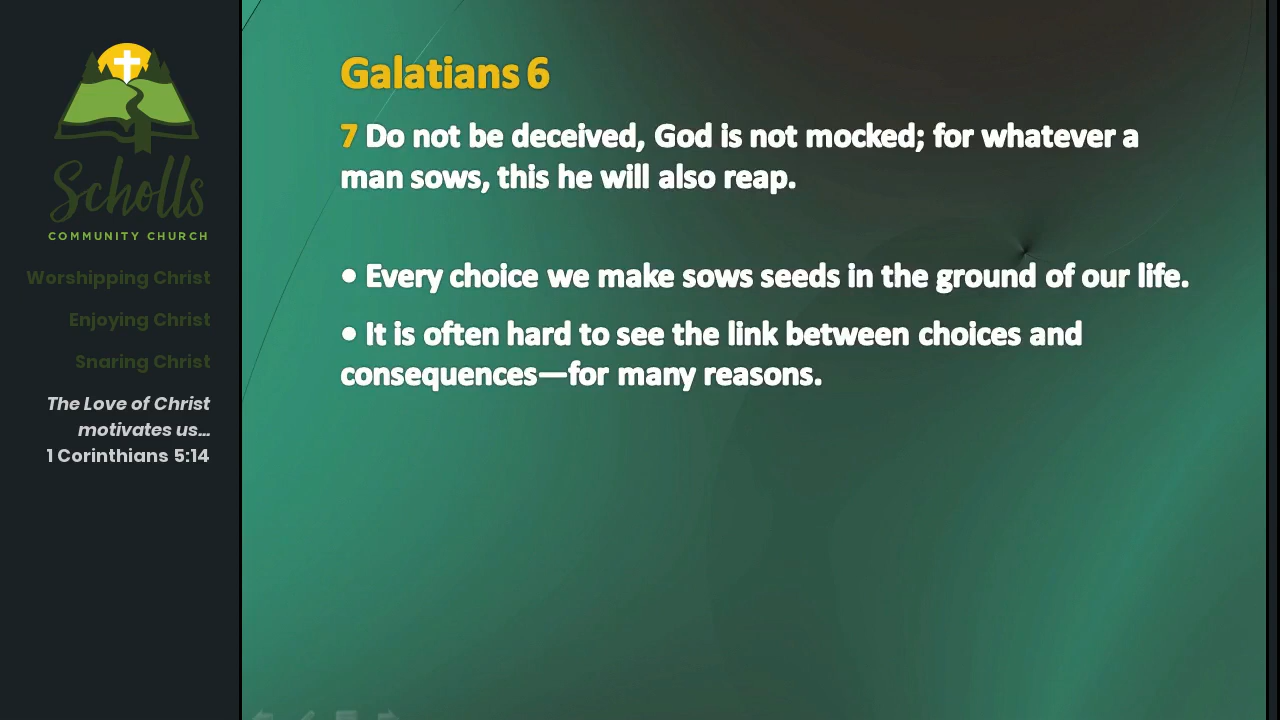 Scholls
COMMUNITY CHURCH
Worshipping Christ
Enjoying Christ
Snaring Christ
The Love of Christ
motivates us...
1 Corinthians 5:14
Galatians 6
7 Do not be deceived, God is not mocked; for whatever a
man sows, this he will also reap.
• Every choice we make sows seeds in the ground of our life.
• It is often hard to see the link between choices and
consequences—for many reasons.